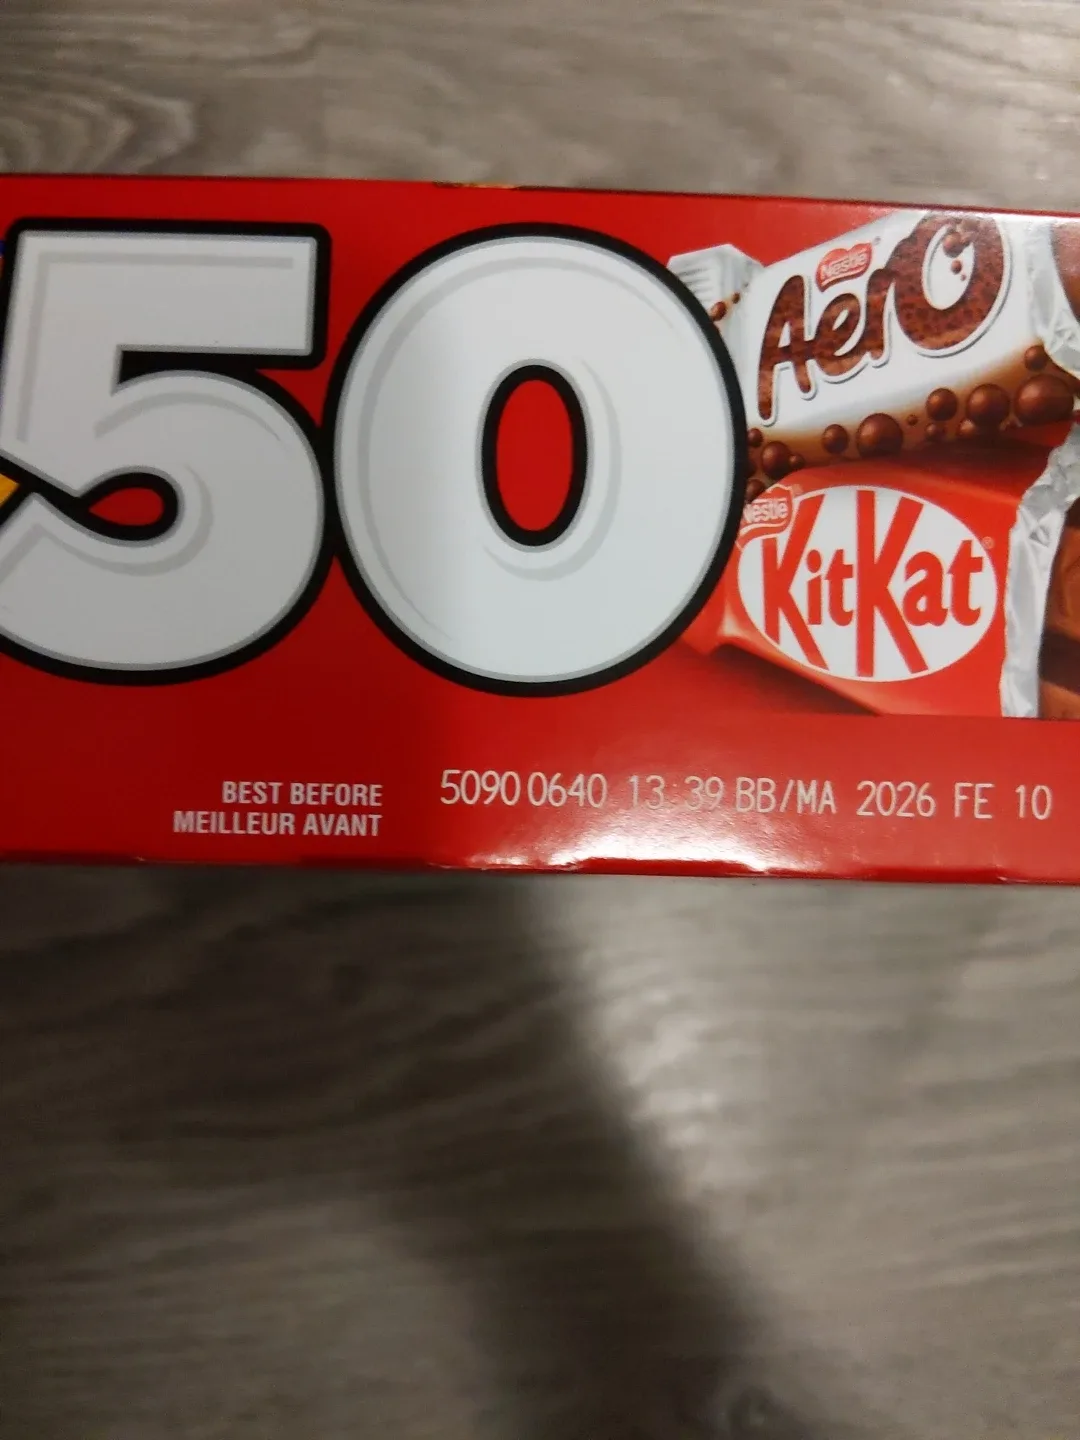 50
Nestlé
Aero
Nestlé
KitKat
BEST BEFORE
MEILLEUR AVANT
5090 0640 13:39 BB/MA 2026 FE 10